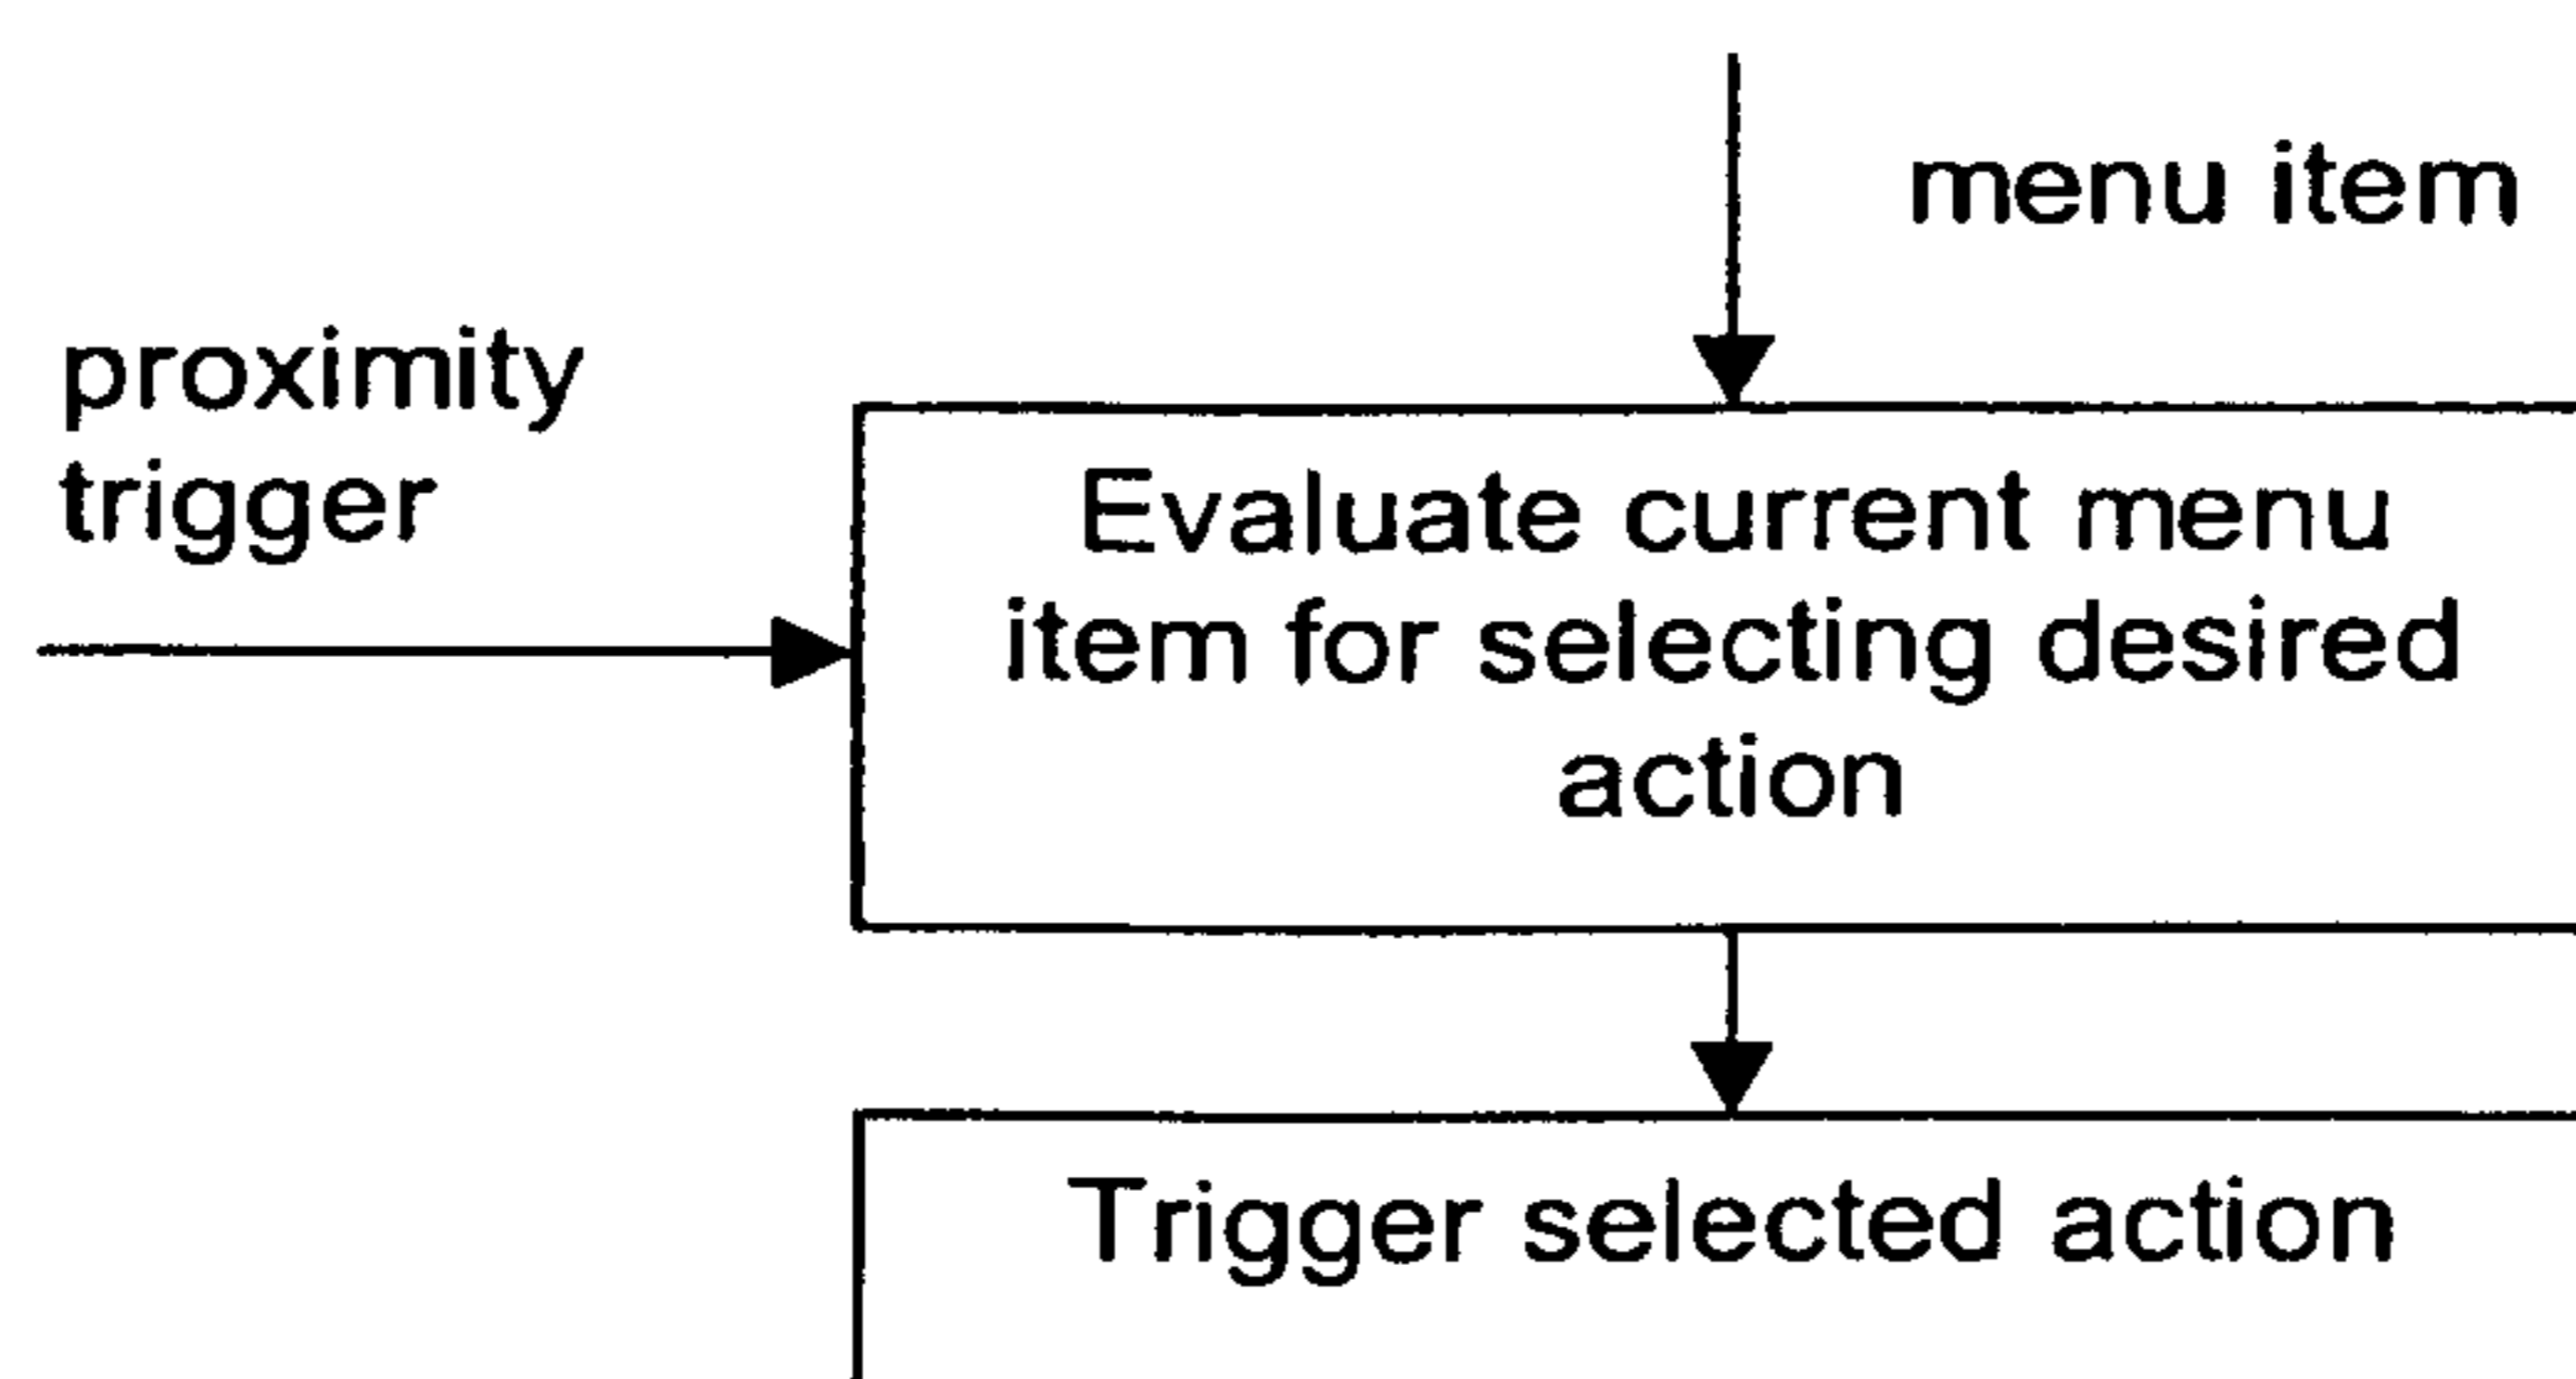 menu item
proximity
trigger
Evaluate current menu
item for selecting desired
action
Trigger selected action